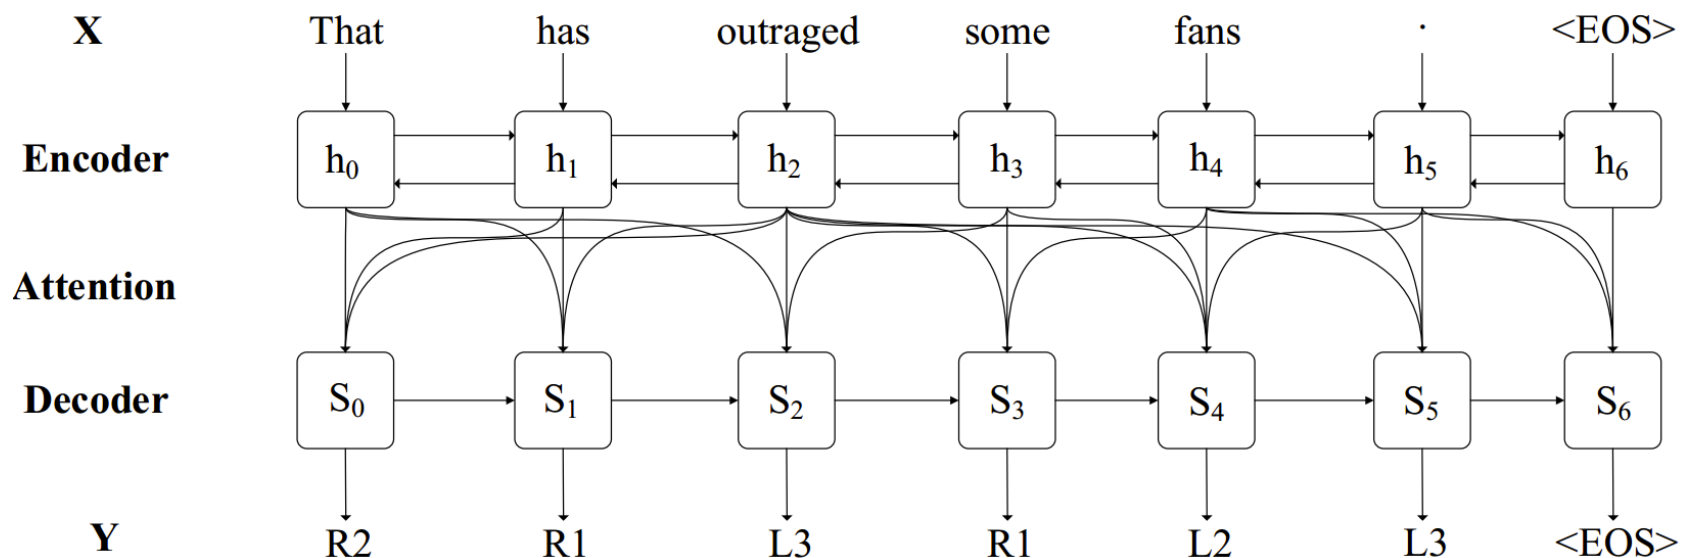 X That has outraged some fans . <EOS>
Encoder h0 h1 h2 h3 h4 h5 h6
Attention
Decoder S0 S1 S2 S3 S4 S5 S6
Y R2 R1 L3 R1 L2 L3 <EOS>